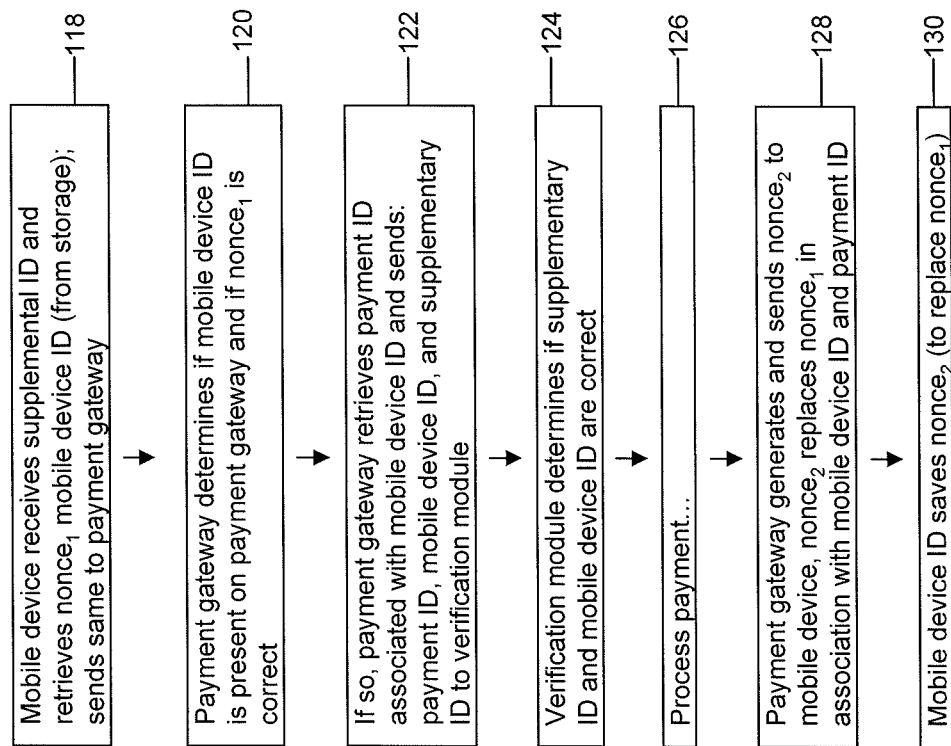 Mobile device receives supplemental ID and
retrieves nonce₁ mobile device ID (from storage);
sends same to payment gateway
118
Payment gateway determines if mobile device ID
is present on payment gateway and if nonce₁ is
correct
120
If so, payment gateway retrieves payment ID
associated with mobile device ID and sends:
payment ID, mobile device ID, and supplementary
ID to verification module
122
Verification module determines if supplementary
ID and mobile device ID are correct
124
Process payment...
126
Payment gateway generates and sends nonce₂ to
mobile device, nonce₂ replaces nonce₁ in
association with mobile device ID and payment ID
128
Mobile device ID saves nonce₂ (to replace nonce₁)
130